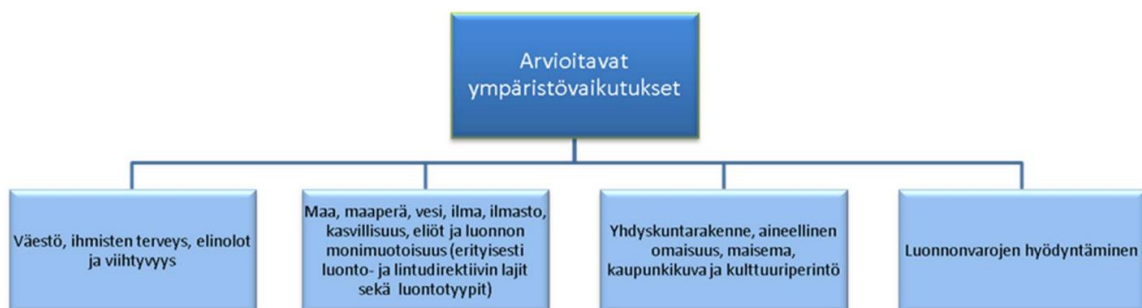 Arvioitavat
ympäristövaikutukset
Väestö, ihmisten terveys, elinolot
ja viihtyvyys
Maa, maaperä, vesi, ilma, ilmasto,
kasvillisuus, eliöt ja luonnon
monimuotoisuus (erityisesti
luonto- ja lintudirektiivin lajit
sekä luontotyypit)
Yhdyskuntarakenne, aineellinen
omaisuus, maisema,
kaupunkikuva ja kulttuuriperintö
Luonnonvarojen hyödyntäminen